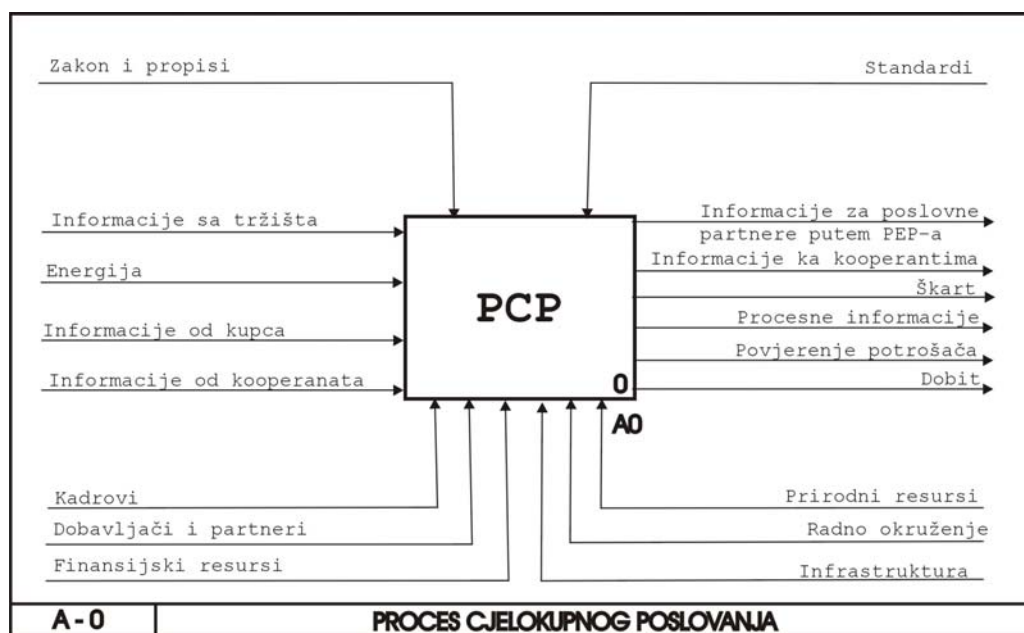 Zakon i propisi
Standardi
Informacije sa tržišta
Energija
Informacije od kupca
Informacije od kooperanata
PCP
0
A0
Informacije za poslovne
partnere putem PEP-a
Informacije ka kooperantima
Škart
Procesne informacije
Povjerenje potrošača
Dobit
Kadrovi
Dobavljači i partneri
Finansijski resursi
Prirodni resursi
Radno okruženje
Infrastruktura
A-0
PROCES CJELOKUPNOG POSLOVANJA